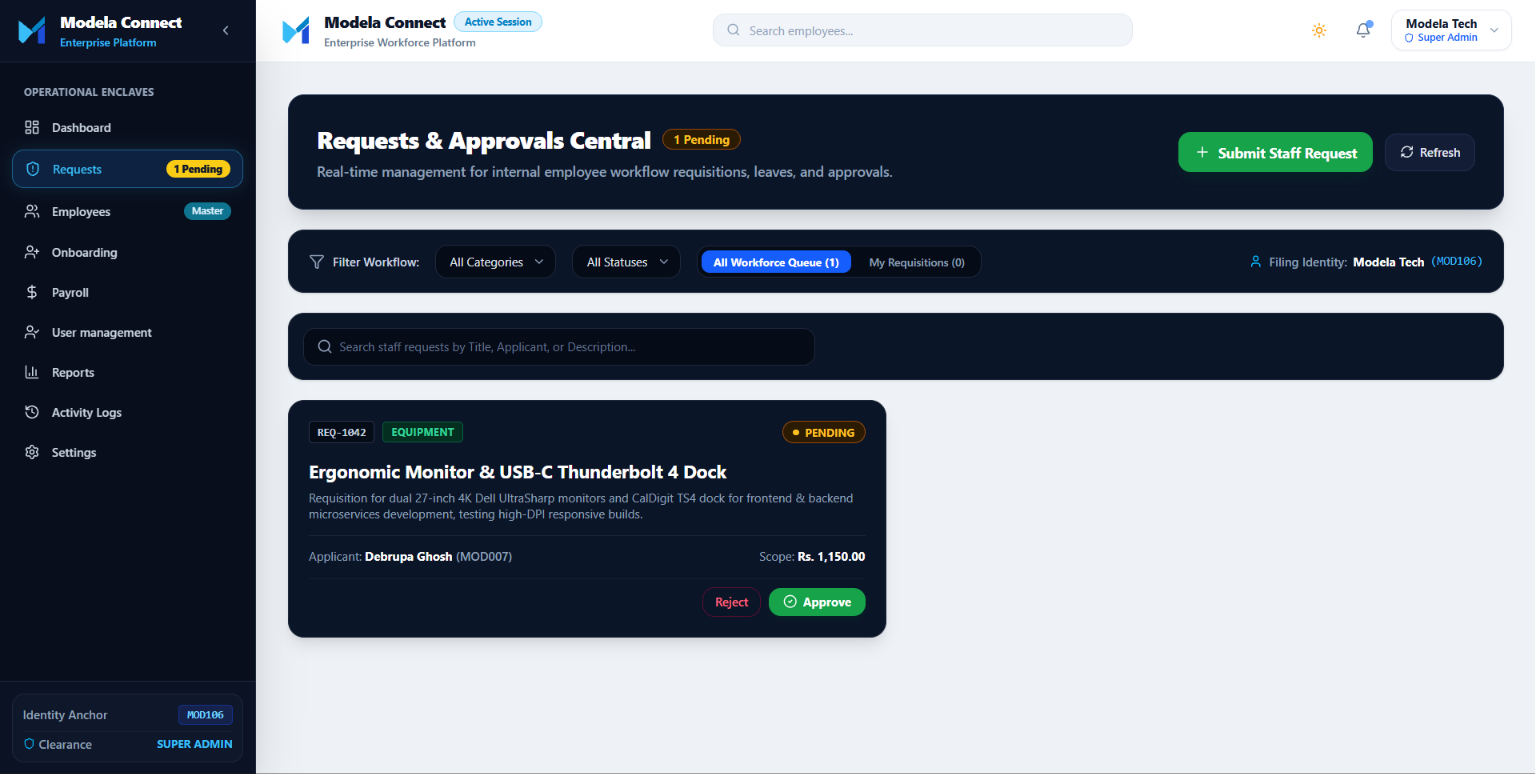 Modela Connect
Enterprise Platform
OPERATIONAL ENCLAVES
Dashboard
Requests 1 Pending
Employees Master
Onboarding
Payroll
User management
Reports
Activity Logs
Settings
Identity Anchor MOD106
Clearance SUPER ADMIN
Modela Connect Active Session
Enterprise Workforce Platform
Search employees...
Modela Tech
Super Admin
Requests & Approvals Central 1 Pending
Real-time management for internal employee workflow requisitions, leaves, and approvals.
+ Submit Staff Request Refresh
Filter Workflow: All Categories All Statuses All Workforce Queue (1) My Requisitions (0) Filing Identity: Modela Tech (MOD106)
Search staff requests by Title, Applicant, or Description...
REQ-1042 EQUIPMENT PENDING
Ergonomic Monitor & USB-C Thunderbolt 4 Dock
Requisition for dual 27-inch 4K Dell UltraSharp monitors and CalDigit TS4 dock for frontend & backend
microservices development, testing high-DPI responsive builds.
Applicant: Debrupa Ghosh (MOD007) Scope: Rs. 1,150.00
Reject Approve